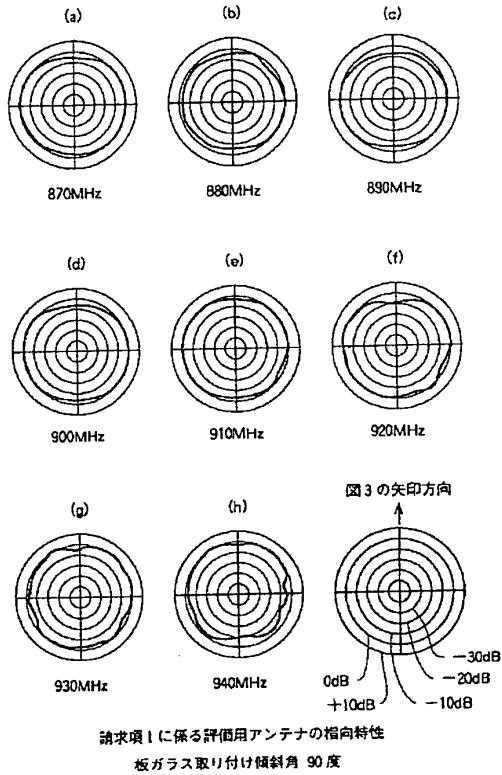 (a)
(b)
(c)
870MHz
880MHz
890MHz
(d)
(e)
(f)
900MHz
910MHz
920MHz
(g)
(h)
図3の矢印方向
930MHz
940MHz
0dB
+10dB
-10dB
-20dB
-30dB
請求項1に係る評価用アンテナの指向特性
板ガラス取り付け傾斜角 90度